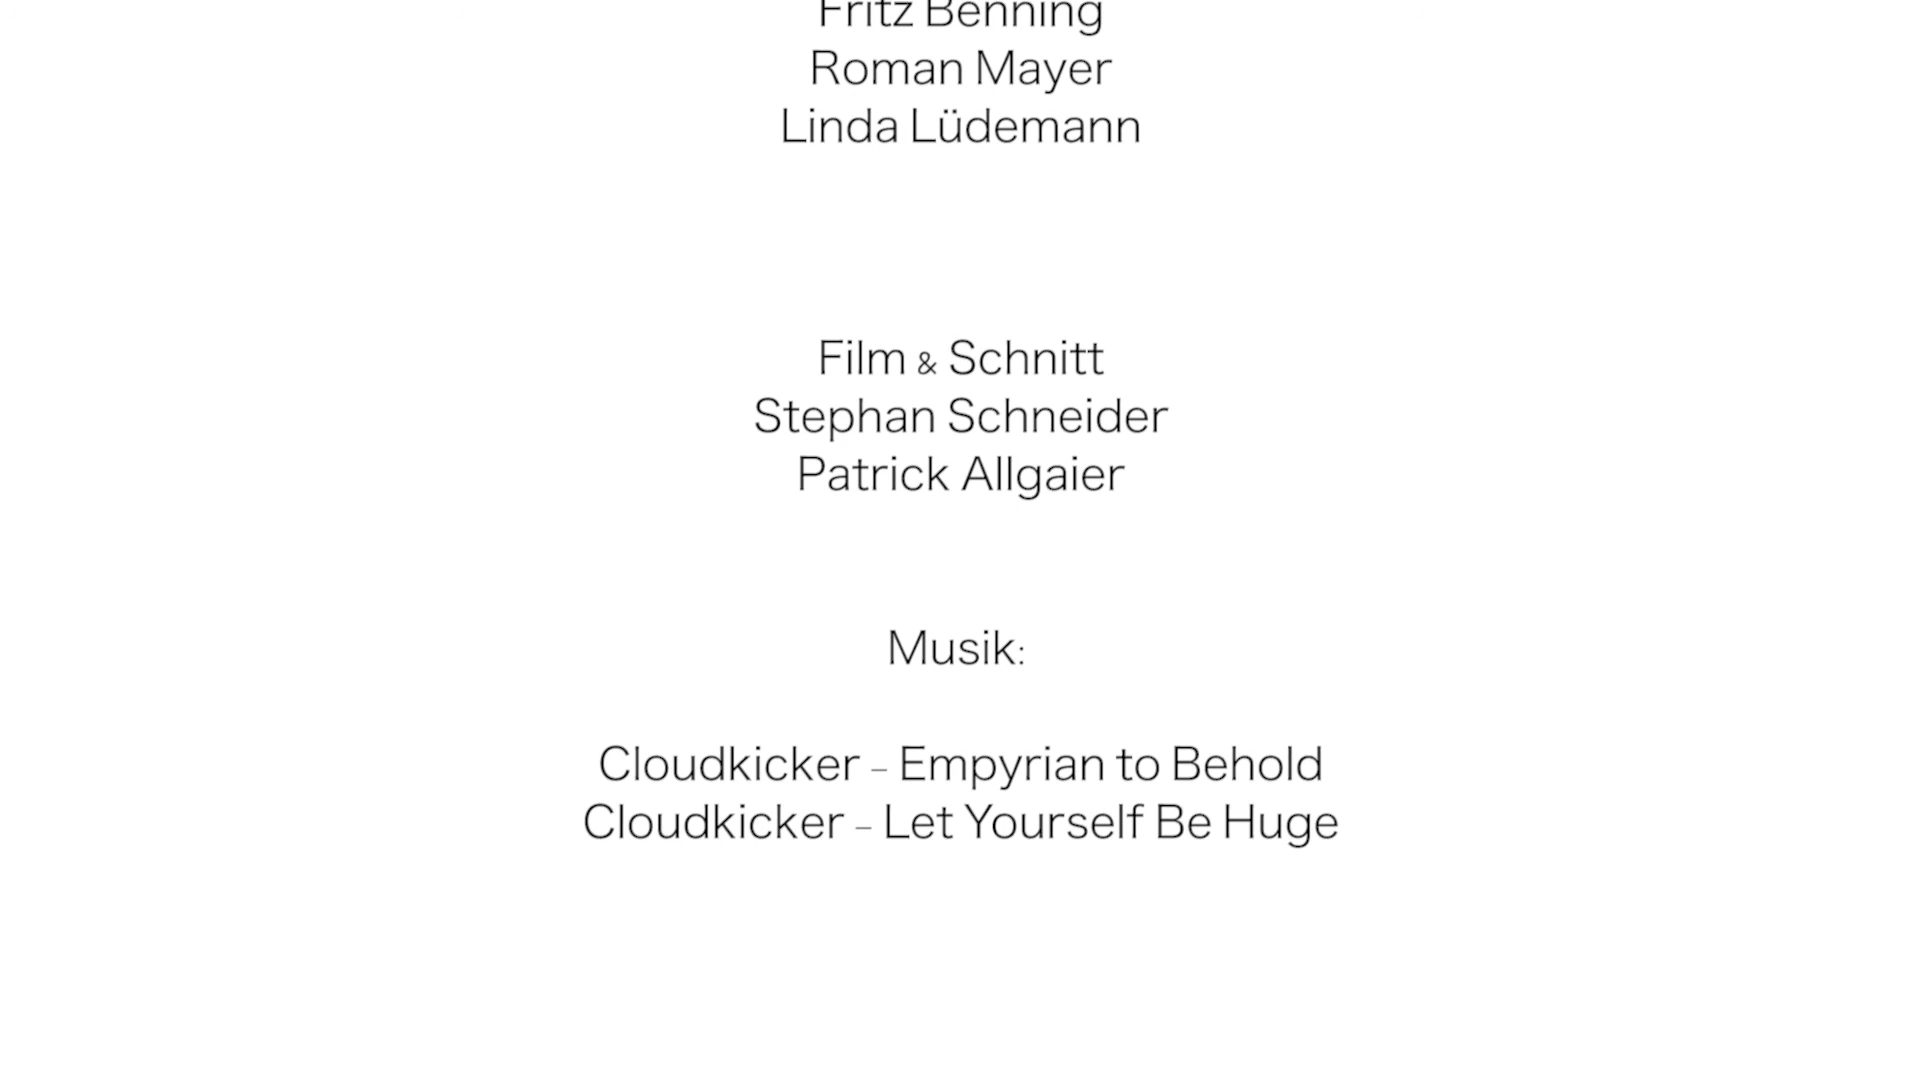 Fritz Benning
Roman Mayer
Linda Lüdemann
Film & Schnitt
Stephan Schneider
Patrick Allgaier
Musik:
Cloudkicker – Empyrian to Behold
Cloudkicker – Let Yourself Be Huge